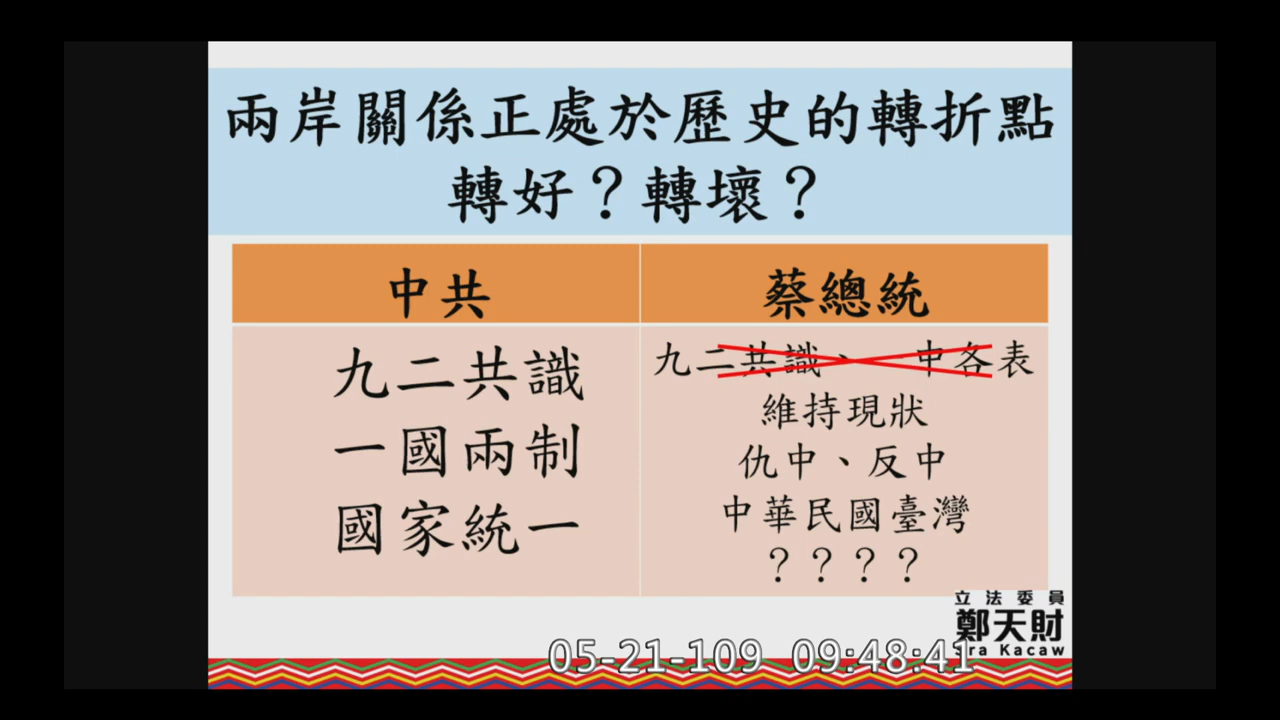 兩岸關係正處於歷史的轉折點
轉好？轉壞？
中共
蔡總統
九二共識
一國兩制
國家統一
九二共識、一中各表
維持現狀
仇中、反中
中華民國臺灣
？？？？
立法委員
鄭天財
Sra Kacaw
05-21-109 09:48:41